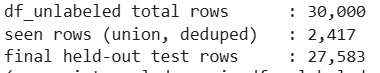 df_unlabeled total rows : 30,000
seen rows (union, deduped) : 2,417
final held-out test rows : 27,583